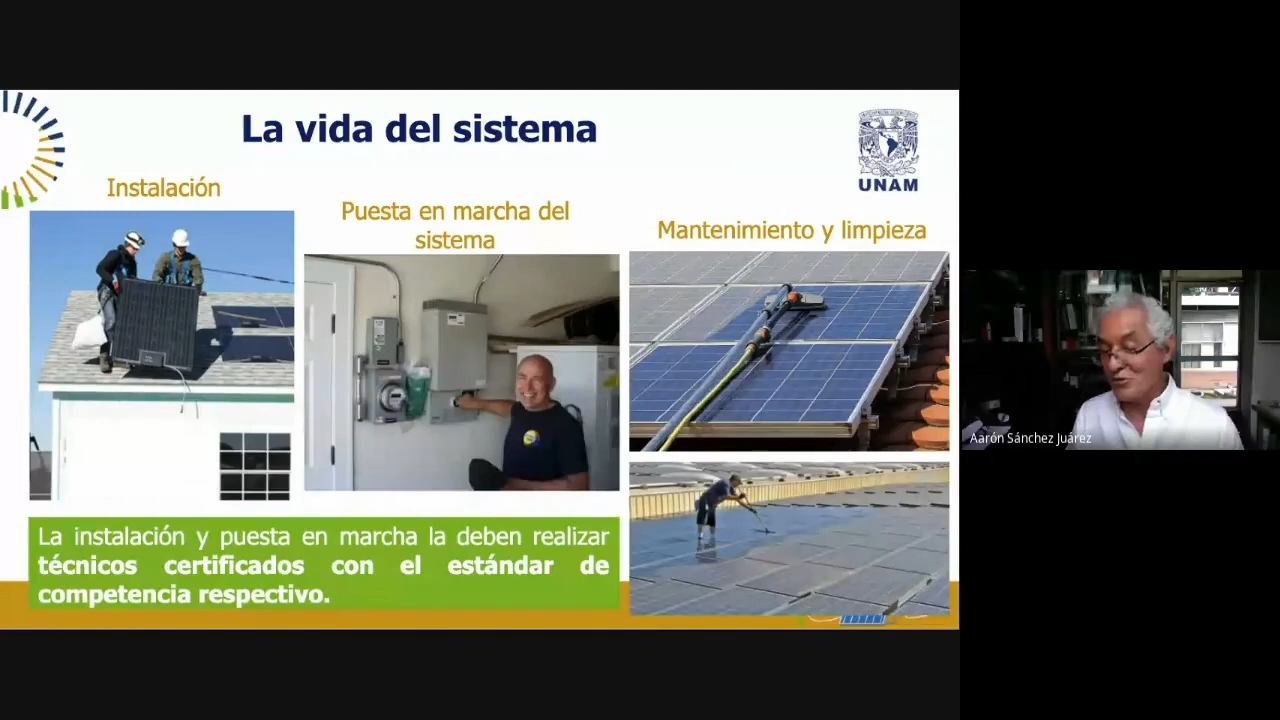 La vida del sistema
UNAM
Instalación
Puesta en marcha del
sistema
Mantenimiento y limpieza
La instalación y puesta en marcha la deben realizar
técnicos certificados con el estándar de
competencia respectivo.
Aarón Sánchez Juárez